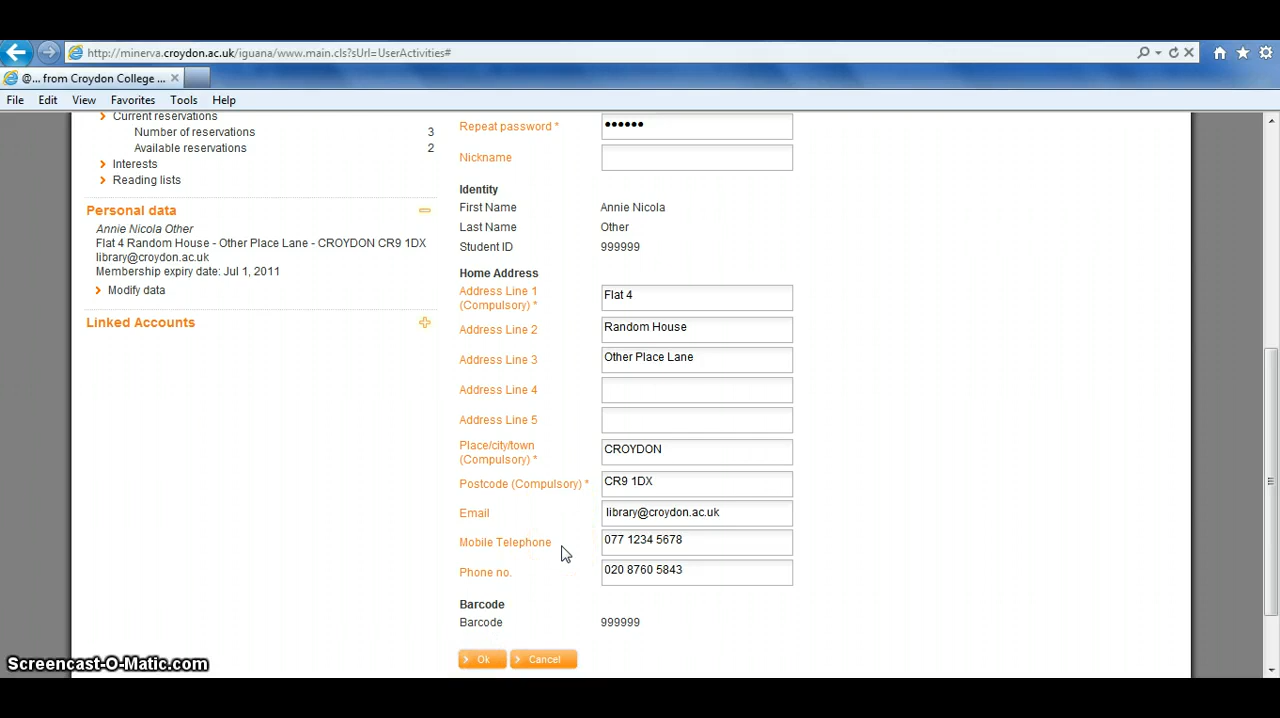 http://minerva.croydon.ac.uk/iguana/www.main.cls?sUrl=UserActivities#
@... from Croydon College ...
File Edit View Favorites Tools Help
Current reservations
Number of reservations 3
Available reservations 2
Interests
Reading lists
Personal data
Annie Nicola Other
Flat 4 Random House - Other Place Lane - CROYDON CR9 1DX
library@croydon.ac.uk
Membership expiry date: Jul 1, 2011
Modify data
Linked Accounts
Repeat password * ••••••
Nickname
Identity
First Name Annie Nicola
Last Name Other
Student ID 999999
Home Address
Address Line 1
(Compulsory) * Flat 4
Address Line 2 Random House
Address Line 3 Other Place Lane
Address Line 4
Address Line 5
Place/city/town
(Compulsory) * CROYDON
Postcode (Compulsory) * CR9 1DX
Email library@croydon.ac.uk
Mobile Telephone 077 1234 5678
Phone no. 020 8760 5843
Barcode
Barcode 999999
Ok Cancel
Screencast-O-Matic.com